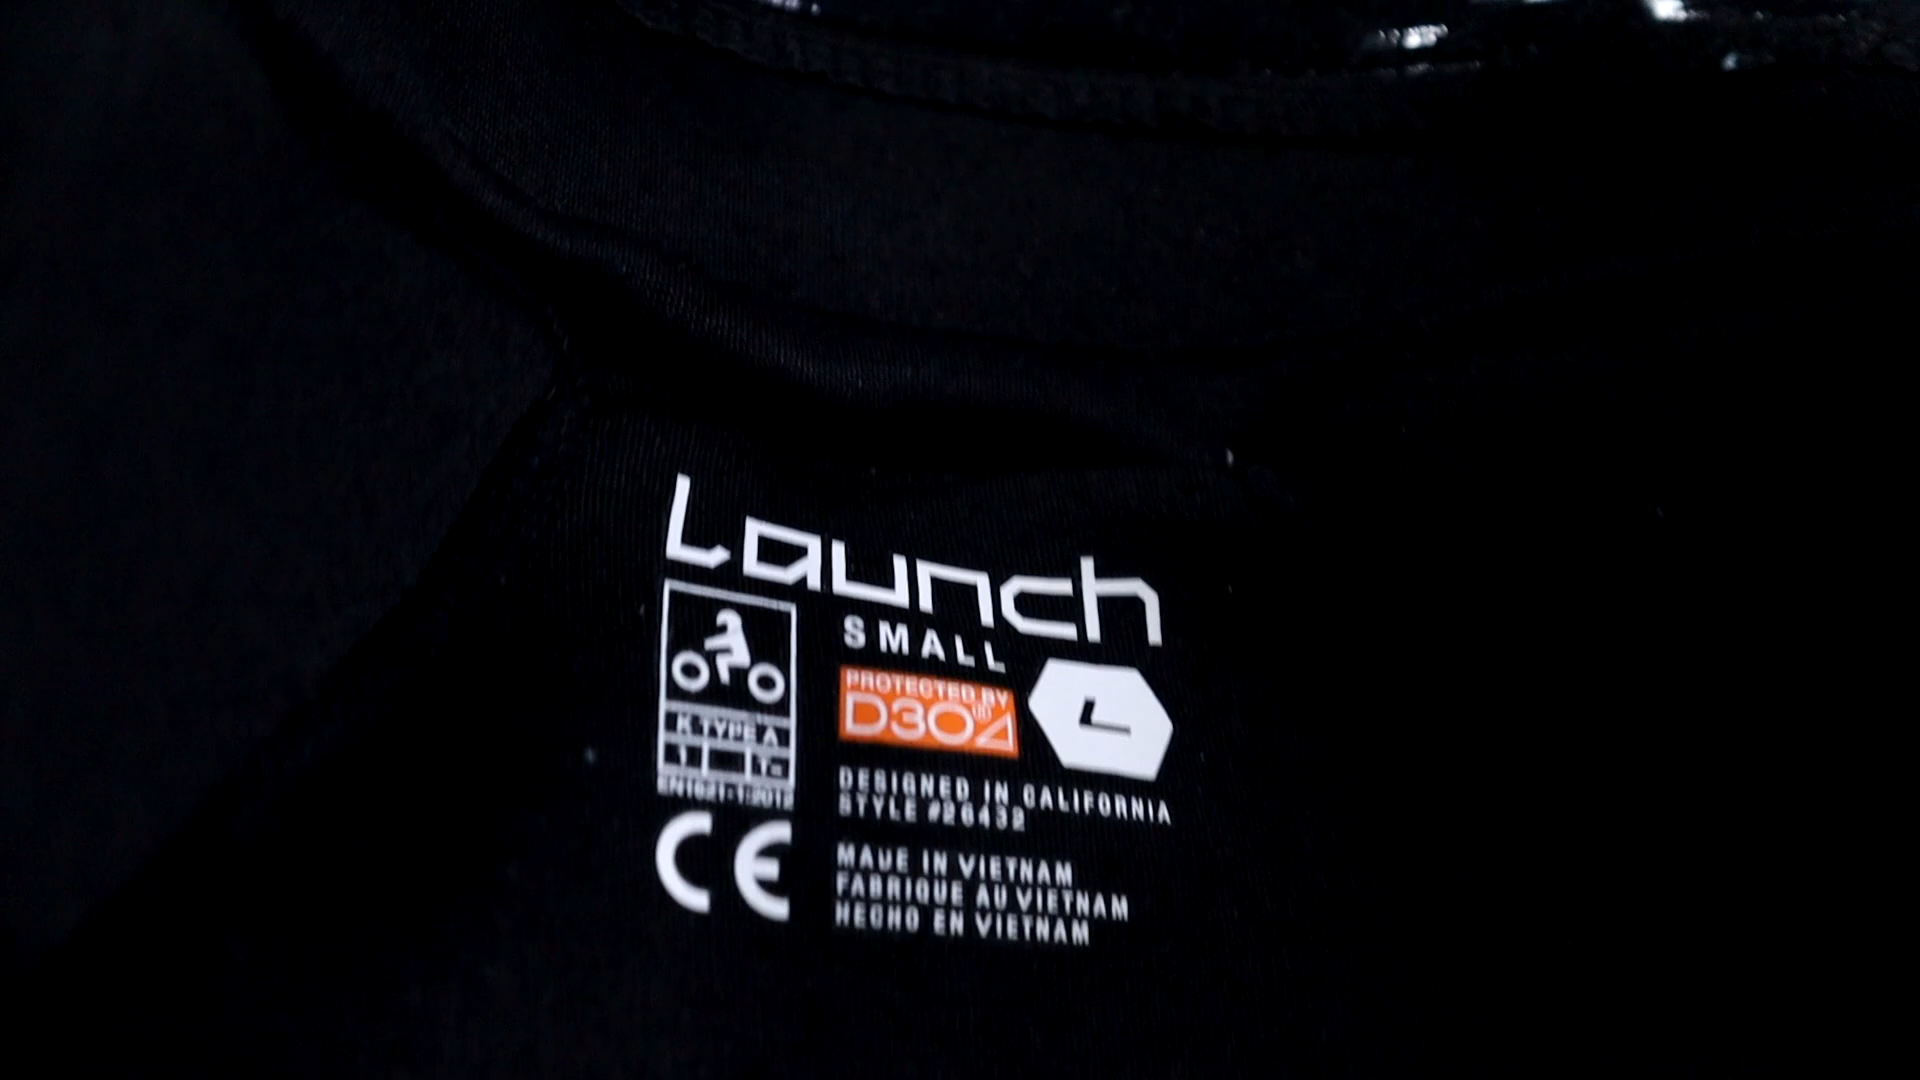 Launch
SMALL
PROTECTED BY
D3O®
L
K TYPE A
1 T-
EN1621-1:2012
CE
DESIGNED IN CALIFORNIA
STYLE #26432
MADE IN VIETNAM
FABRIQUE AU VIETNAM
HECHO EN VIETNAM